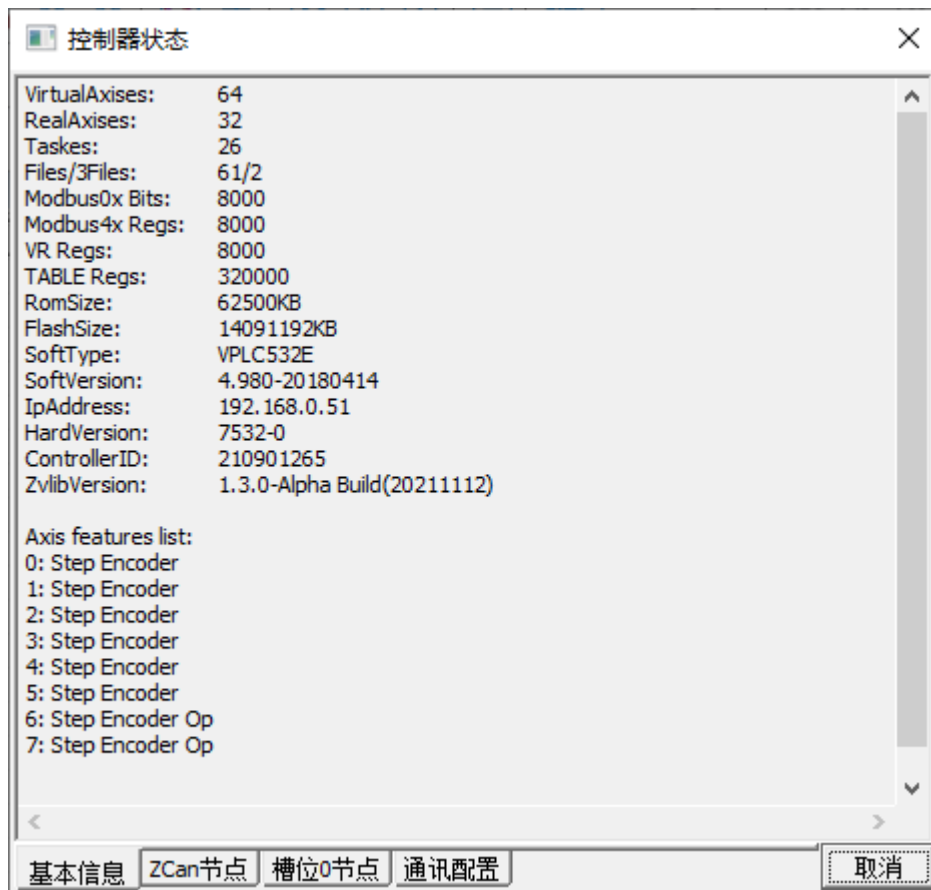 控制器状态
VirtualAxises: 64
RealAxises: 32
Taskes: 26
Files/3Files: 61/2
Modbus0x Bits: 8000
Modbus4x Regs: 8000
VR Regs: 8000
TABLE Regs: 320000
RomSize: 62500KB
FlashSize: 14091192KB
SoftType: VPLC532E
SoftVersion: 4.980-20180414
IpAddress: 192.168.0.51
HardVersion: 7532-0
ControllerID: 210901265
ZvlibVersion: 1.3.0-Alpha Build(20211112)
Axis features list:
0: Step Encoder
1: Step Encoder
2: Step Encoder
3: Step Encoder
4: Step Encoder
5: Step Encoder
6: Step Encoder Op
7: Step Encoder Op
基本信息 ZCan节点 槽位0节点 通讯配置 取消